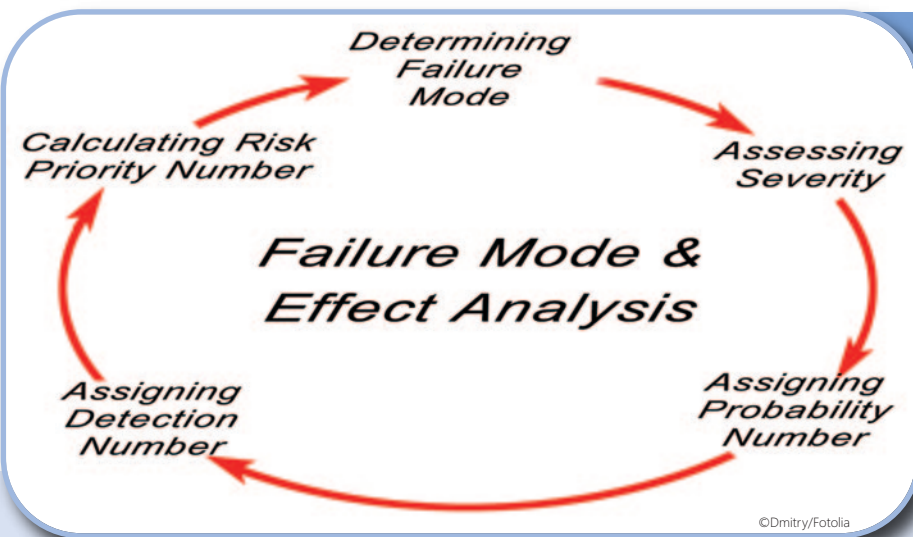 Determining
Failure
Mode
Assessing
Severity
Assigning
Probability
Number
Assigning
Detection
Number
Calculating Risk
Priority Number
Failure Mode &
Effect Analysis
©Dmitry/Fotolia